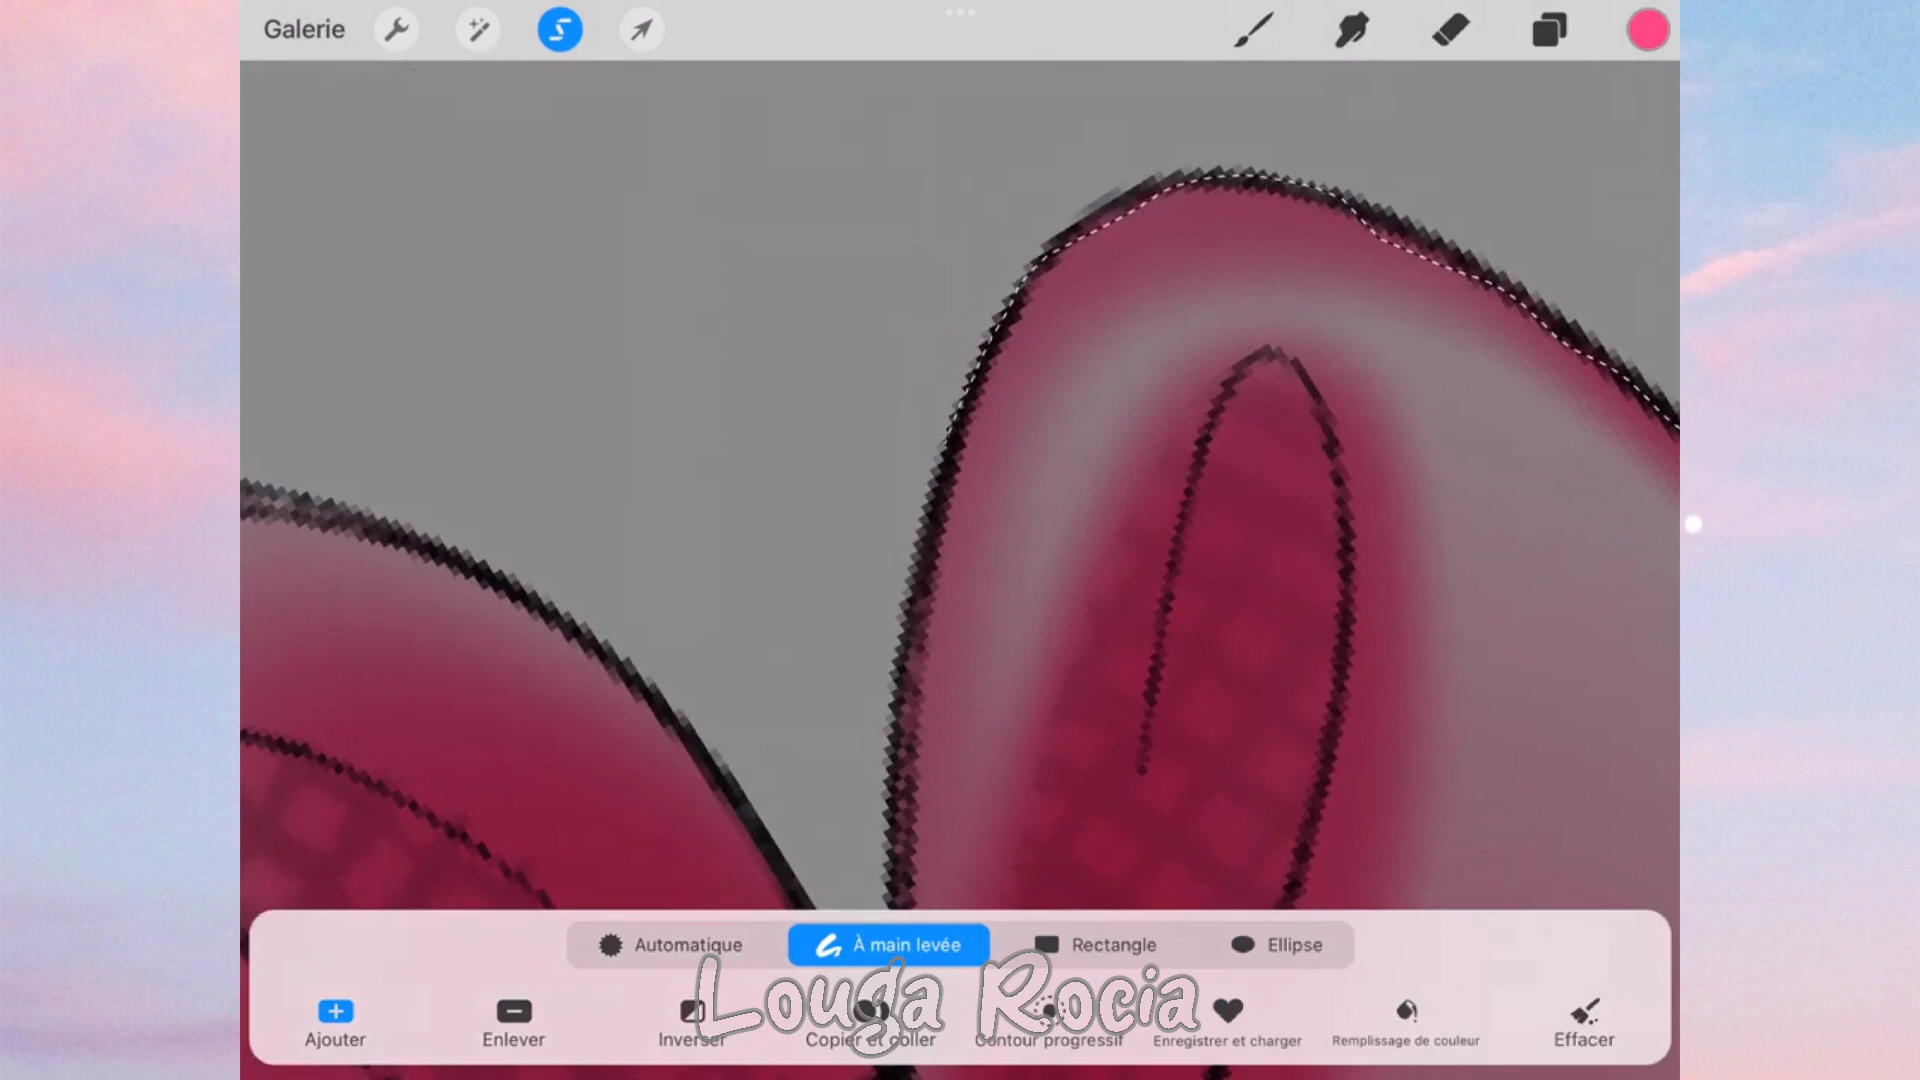 Galerie
Automatique À main levée Rectangle Ellipse
Louga Rocia
Ajouter Enlever Inverser Copier et coller Contour progressif Enregistrer et charger Remplissage de couleur Effacer